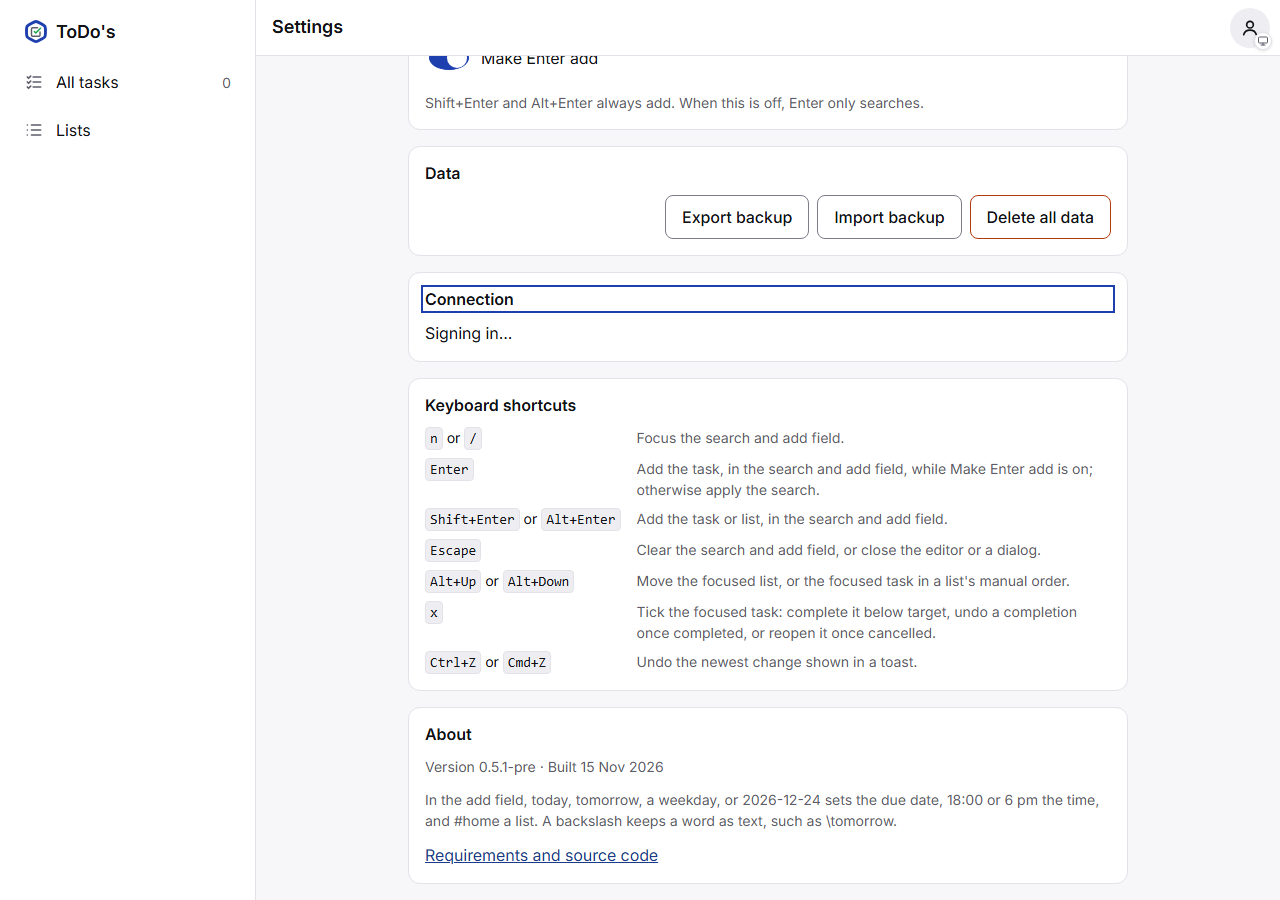 ToDo's
Settings
All tasks 0
Lists
Make Enter add
Shift+Enter and Alt+Enter always add. When this is off, Enter only searches.
Data
Export backup
Import backup
Delete all data
Connection
Signing in...
Keyboard shortcuts
n or / Focus the search and add field.
Enter Add the task, in the search and add field, while Make Enter add is on;
otherwise apply the search.
Shift+Enter or Alt+Enter Add the task or list, in the search and add field.
Escape Clear the search and add field, or close the editor or a dialog.
Alt+Up or Alt+Down Move the focused list, or the focused task in a list's manual order.
x Tick the focused task: complete it below target, undo a completion
once completed, or reopen it once cancelled.
Ctrl+Z or Cmd+Z Undo the newest change shown in a toast.
About
Version 0.5.1-pre · Built 15 Nov 2026
In the add field, today, tomorrow, a weekday, or 2026-12-24 sets the due date, 18:00 or 6 pm the time,
and #home a list. A backslash keeps a word as text, such as \tomorrow.
Requirements and source code